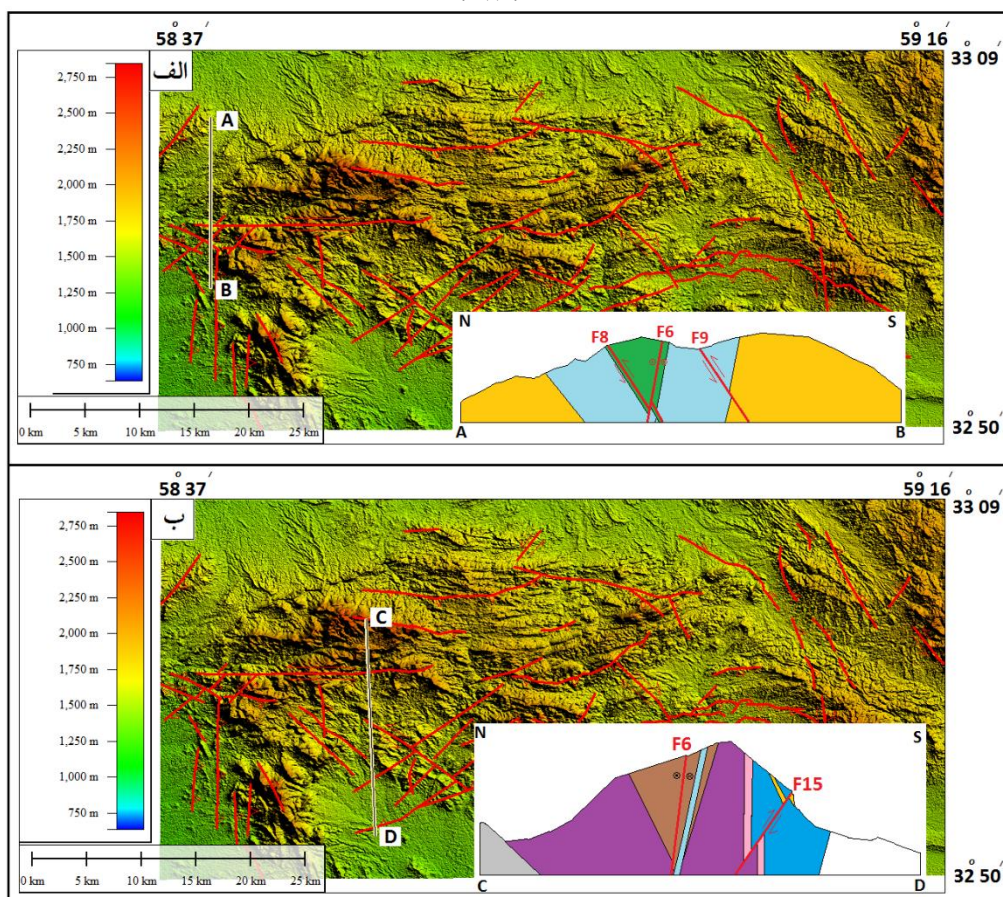 58° 37′
59° 16′
33° 09′
الف
2,750 m
2,500 m
2,250 m
2,000 m
1,750 m
1,500 m
1,250 m
1,000 m
750 m
A
B
N
S
F8
F6
F9
A
B
0 km 5 km 10 km 15 km 20 km 25 km
32° 50′
58° 37′
59° 16′
33° 09′
ب
2,750 m
2,500 m
2,250 m
2,000 m
1,750 m
1,500 m
1,250 m
1,000 m
750 m
C
D
N
S
F6
F15
C
D
0 km 5 km 10 km 15 km 20 km 25 km
32° 50′